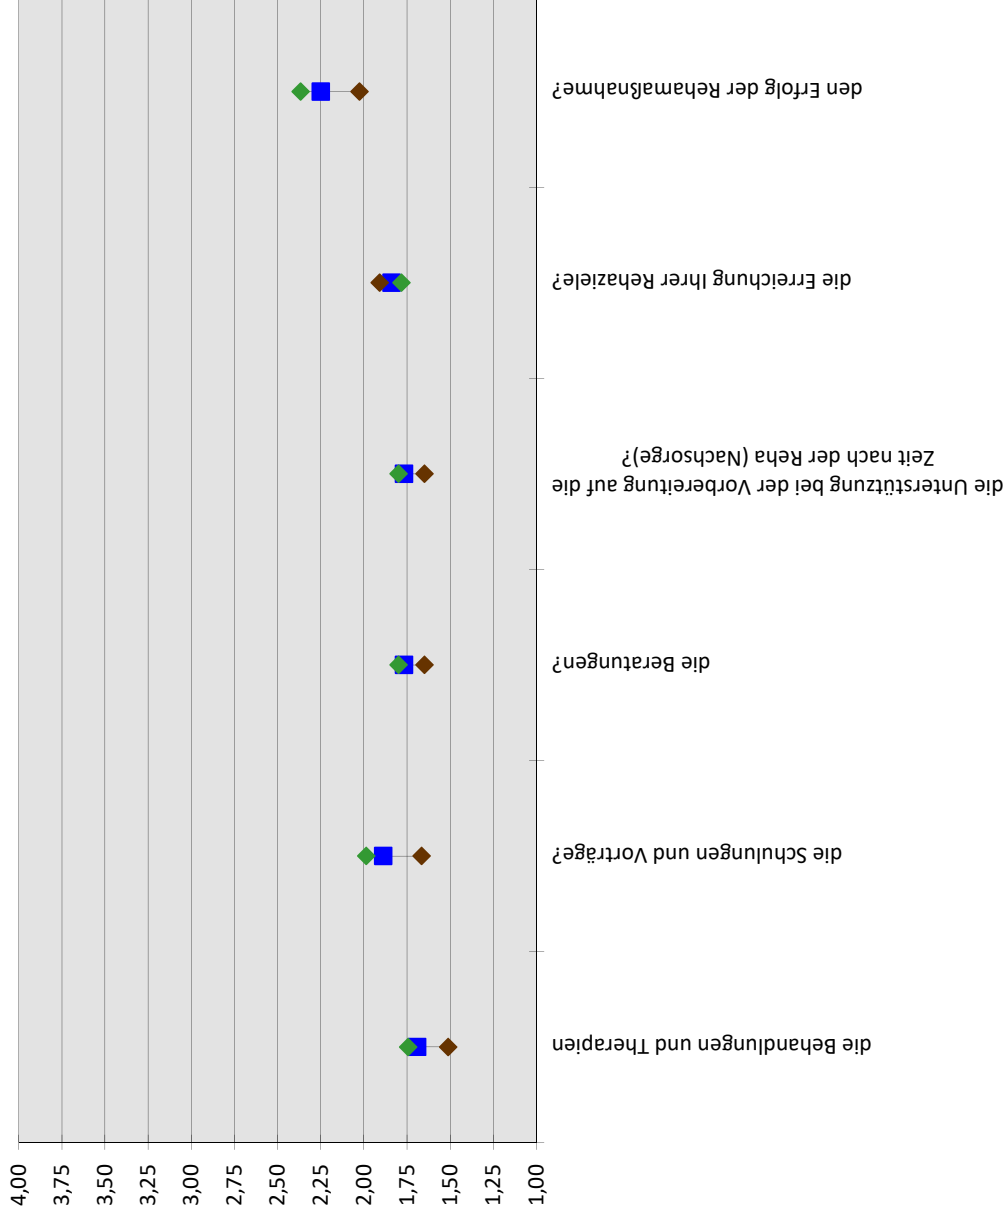 den Erfolg der Rehamaßnahme?
die Erreichung Ihrer Rehaziele?
die Unterstützung bei der Vorbereitung auf die
Zeit nach der Reha (Nachsorge)?
die Beratungen?
die Schulungen und Vorträge?
die Behandlungen und Therapien
4,00
3,75
3,50
3,25
3,00
2,75
2,50
2,25
2,00
1,75
1,50
1,25
1,00